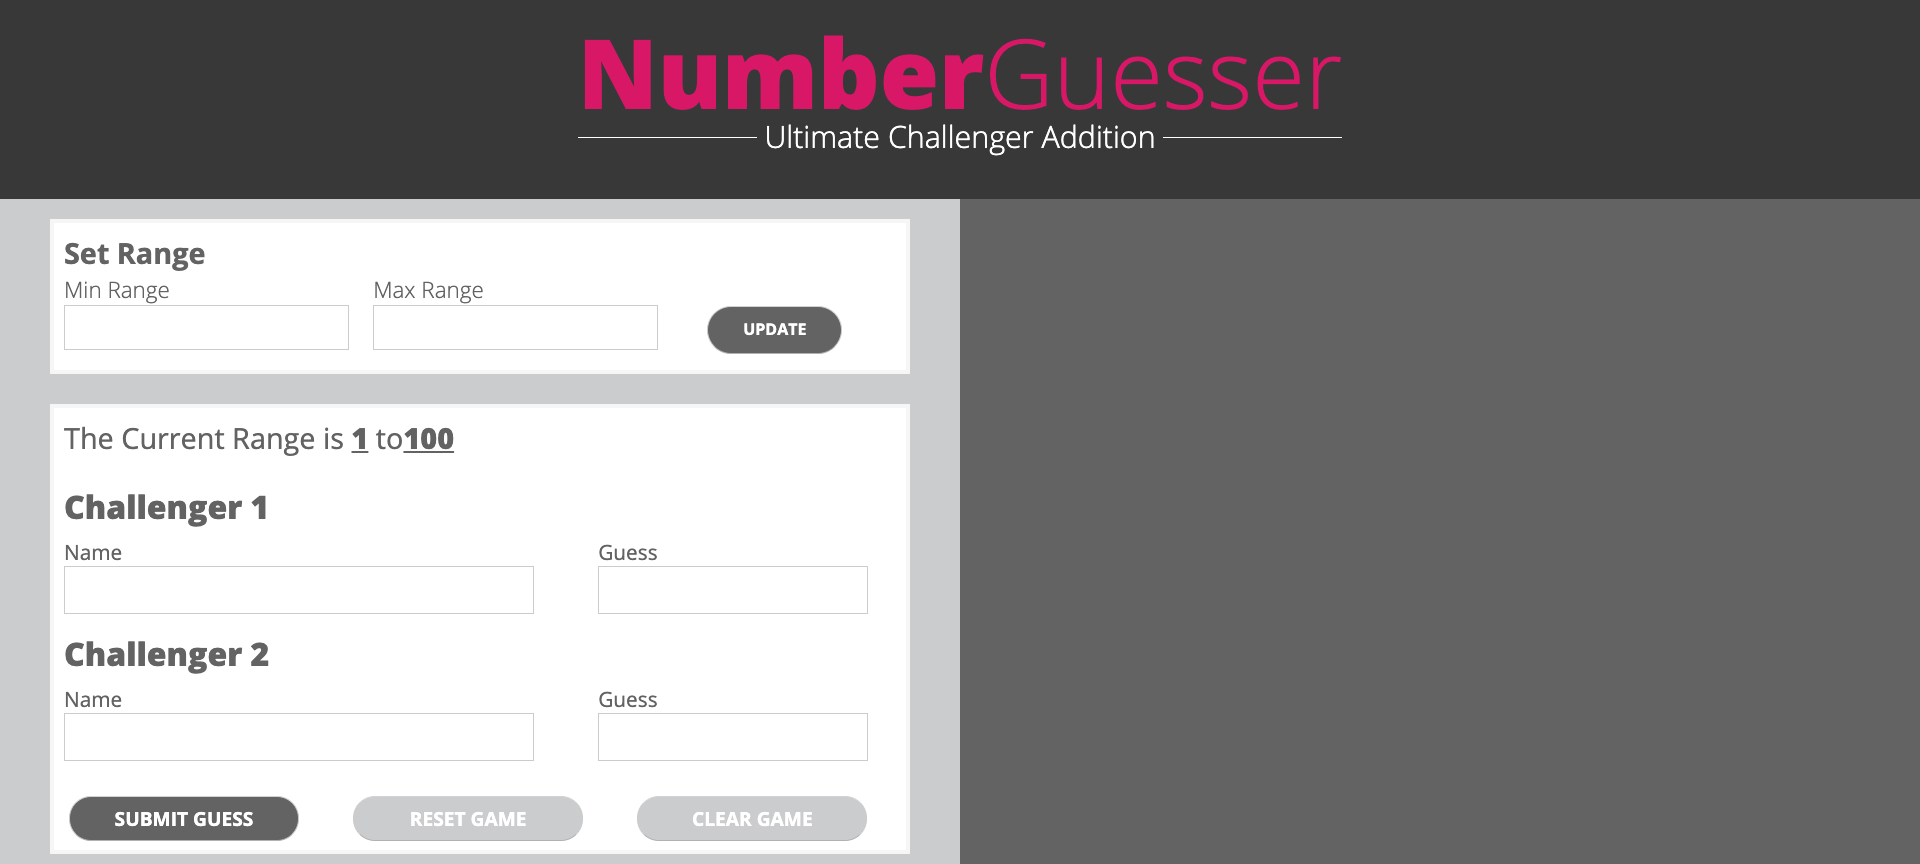 NumberGuesser
Ultimate Challenger Addition
Set Range
Min Range Max Range
UPDATE
The Current Range is 1 to100
Challenger 1
Name Guess
Challenger 2
Name Guess
SUBMIT GUESS RESET GAME CLEAR GAME